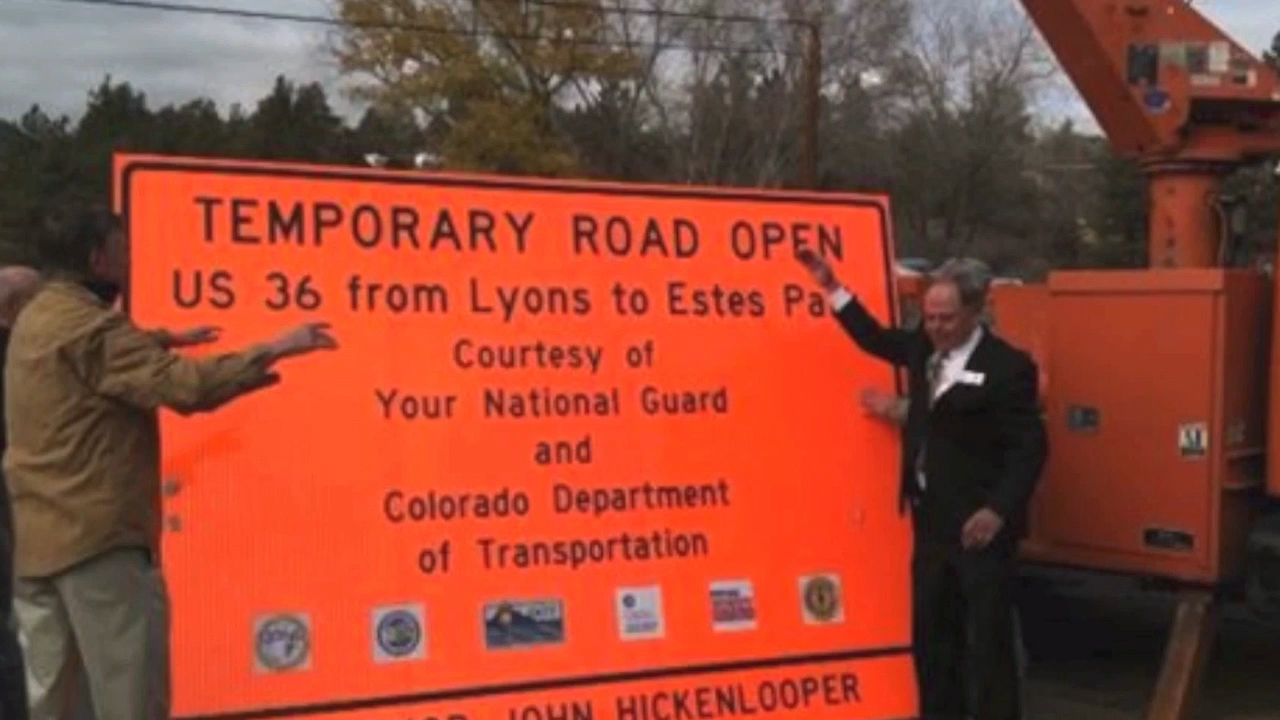 TEMPORARY ROAD OPEN
US 36 from Lyons to Estes Pa
Courtesy of
Your National Guard
and
Colorado Department
of Transportation
JOHN HICKENLOOPER